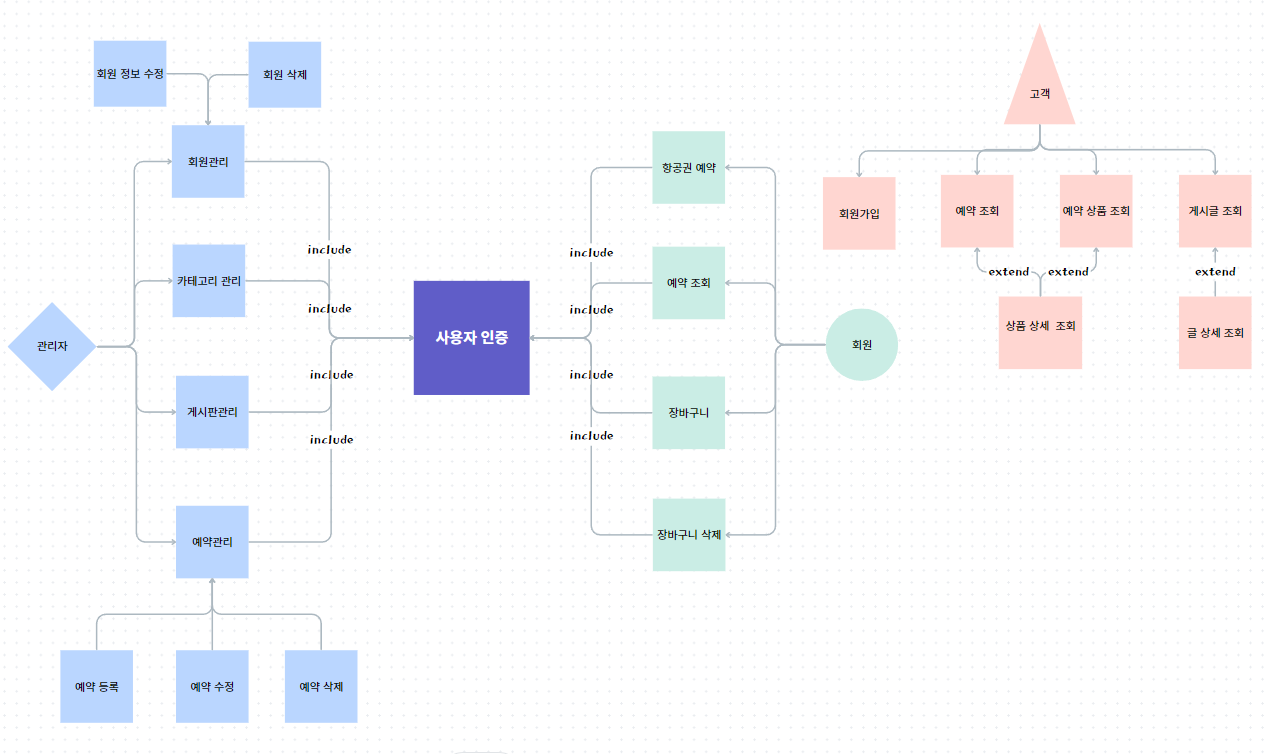 회원 정보 수정
회원 삭제
고객
회원관리
항공권 예약
회원가입
예약 조회
예약 상품 조회
게시글 조회
include
include
카테고리 관리
예약 조회
extend
extend
extend
include
include
상품 상세 조회
글 상세 조회
관리자
사용자 인증
회원
include
include
게시판관리
장바구니
include
include
예약관리
장바구니 삭제
예약 등록
예약 수정
예약 삭제